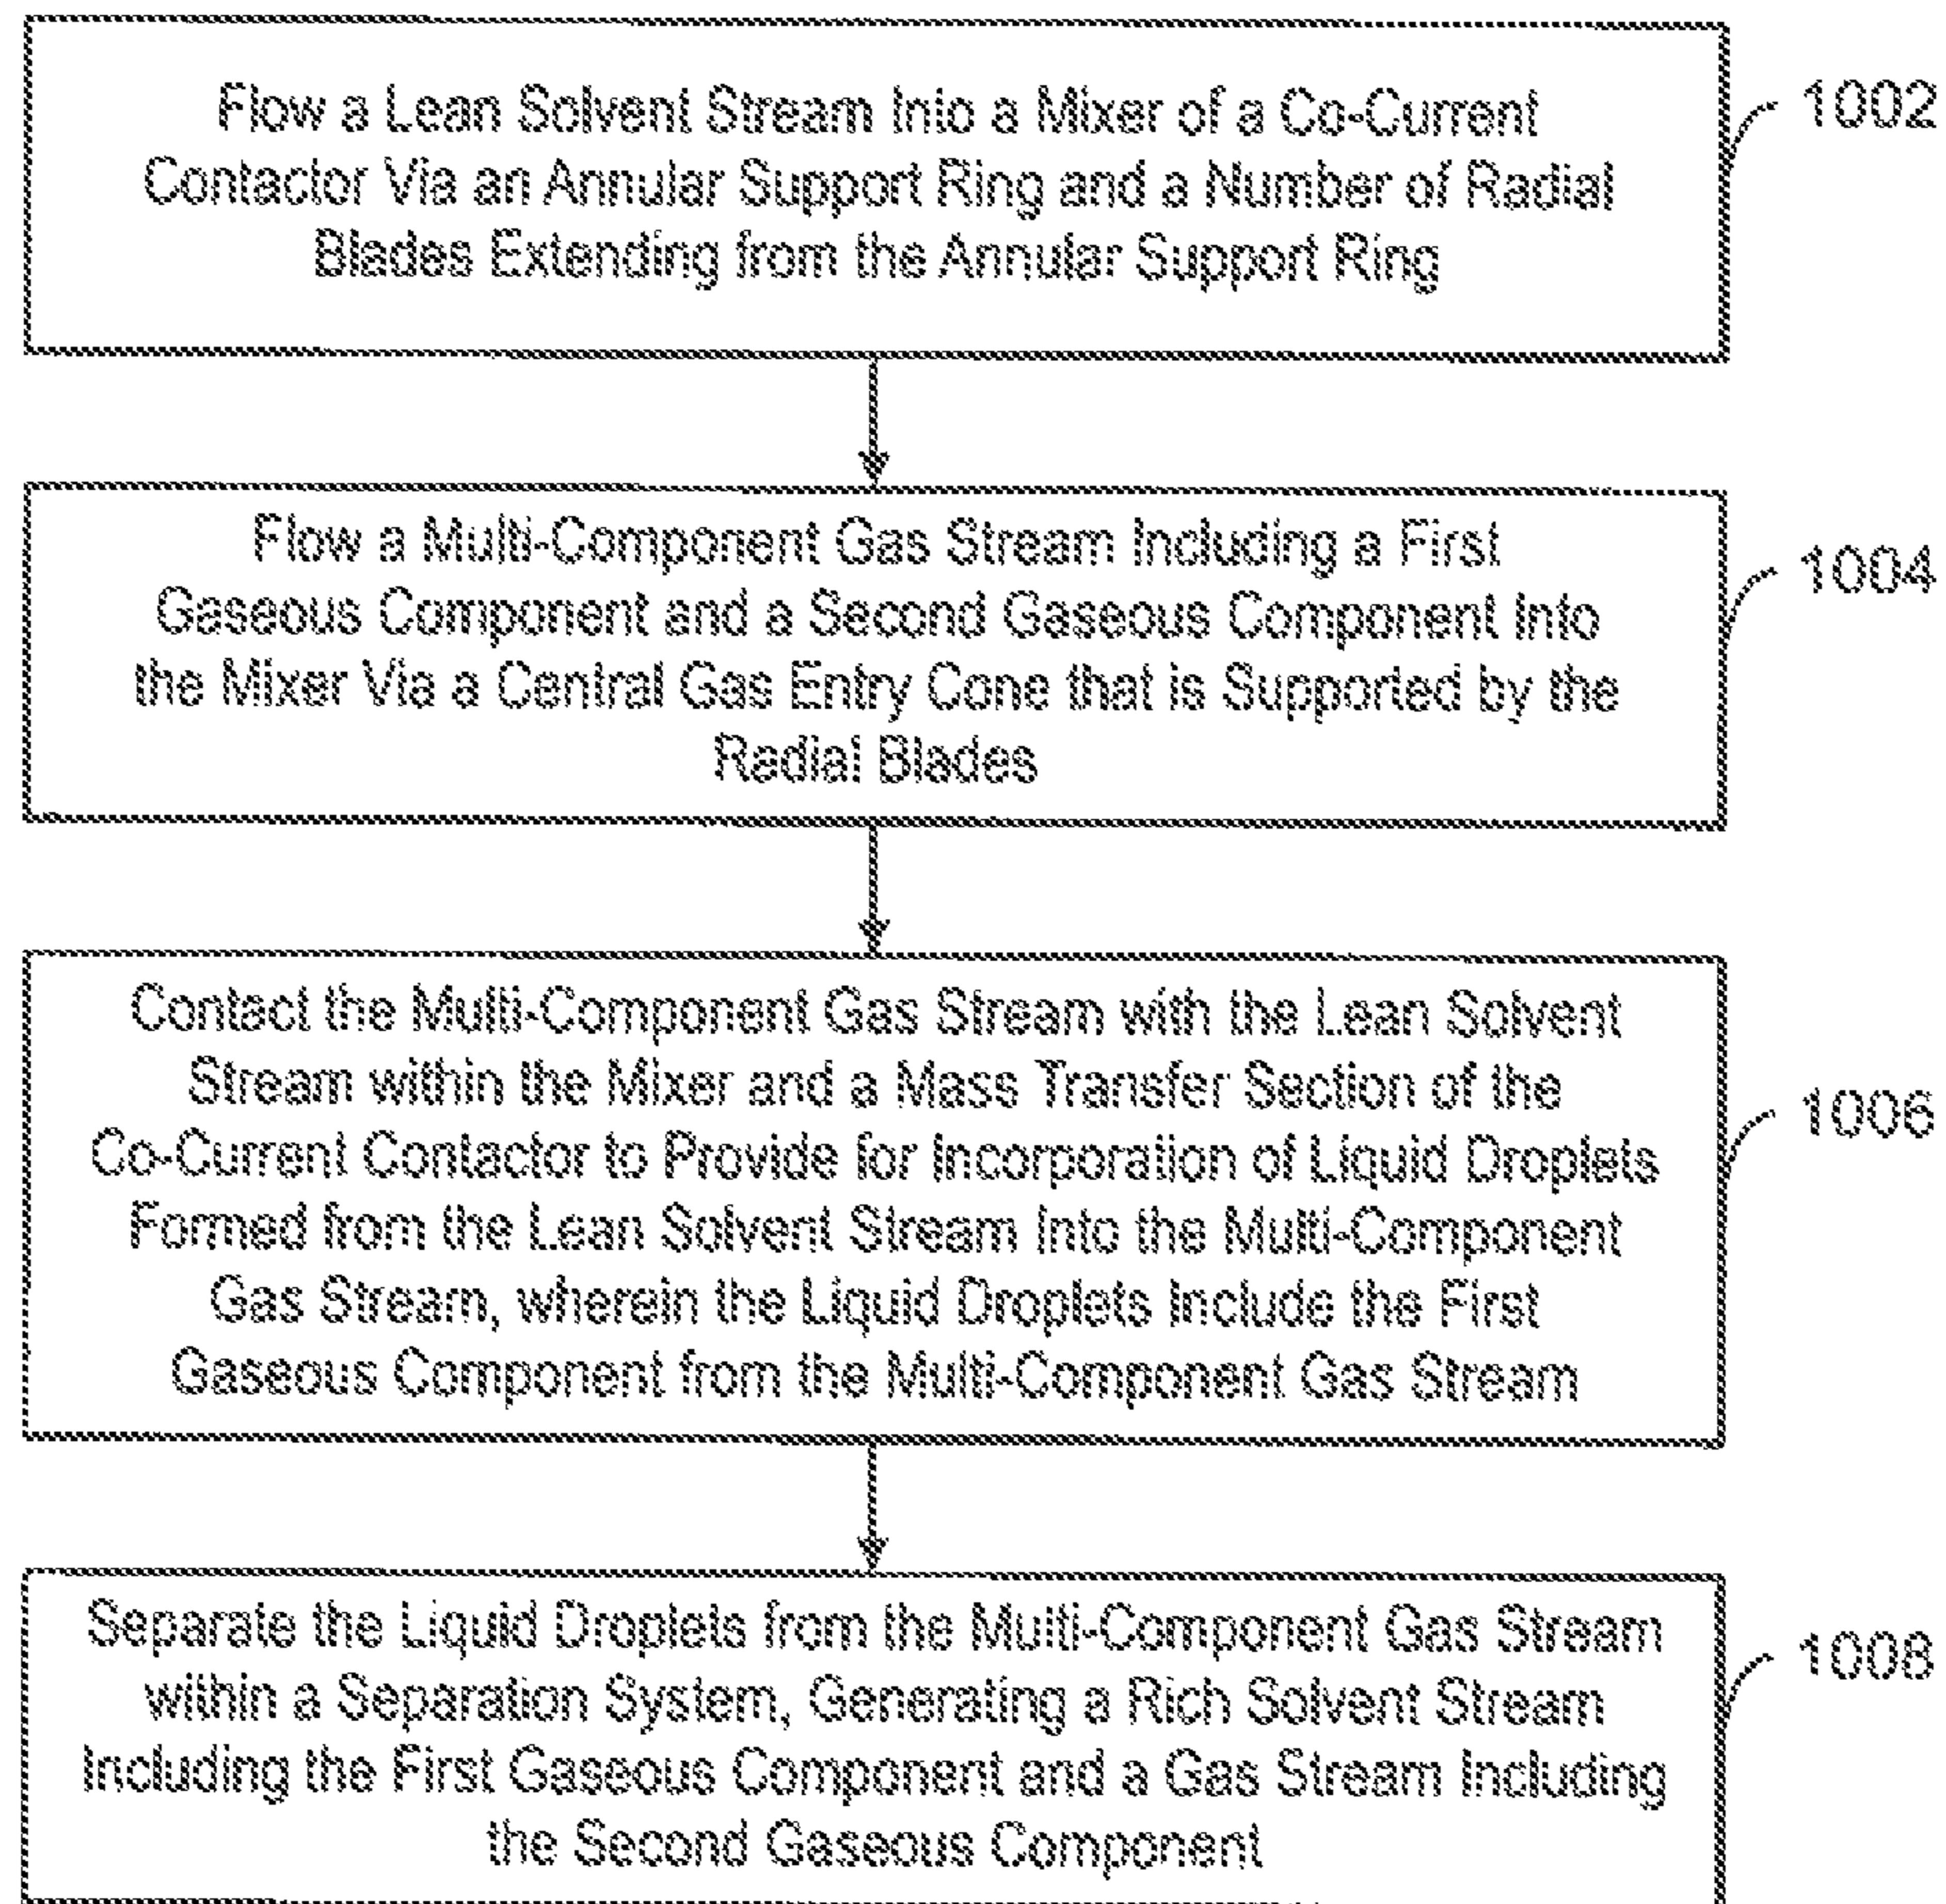 Flow a Lean Solvent Stream Into a Mixer of a Co-Current
Contactor Via an Annular Support Ring and a Number of Radial
Blades Extending from the Annular Support Ring
1002
Flow a Multi-Component Gas Stream Including a First
Gaseous Component and a Second Gaseous Component Into
the Mixer Via a Central Gas Entry Cone that is Supported by the
Radial Blades
1004
Contact the Multi-Component Gas Stream with the Lean Solvent
Stream within the Mixer and a Mass Transfer Section of the
Co-Current Contactor to Provide for Incorporation of Liquid Droplets
Formed from the Lean Solvent Stream Into the Multi-Component
Gas Stream, wherein the Liquid Droplets Include the First
Gaseous Component from the Multi-Component Gas Stream
1006
Separate the Liquid Droplets from the Multi-Component Gas Stream
within a Separation System, Generating a Rich Solvent Stream
Including the First Gaseous Component and a Gas Stream Including
the Second Gaseous Component
1008